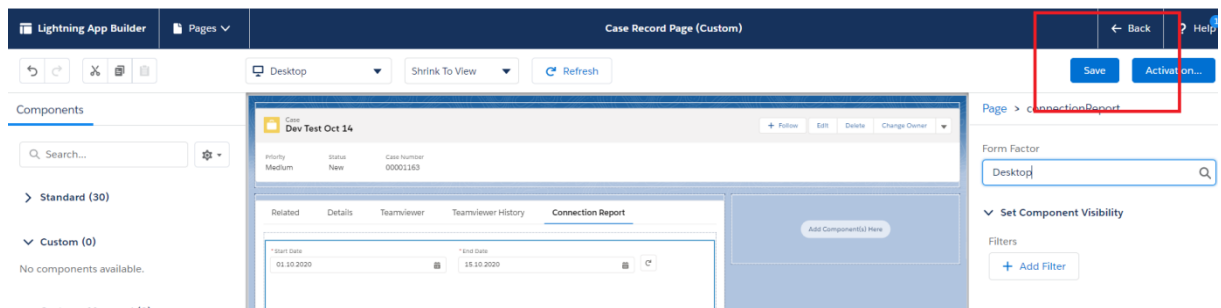 Lightning App Builder
Pages
Case Record Page (Custom)
Back
? Help
Desktop
Shrink To View
Refresh
Save
Activation...
Components
Search...
Standard (30)
Custom (0)
No components available.
Case
Dev Test Oct 14
+ Follow
Edit
Delete
Change Owner
Priority
Status
Case Number
Medium
New
00001163
Related
Details
Teamviewer
Teamviewer History
Connection Report
*Start Date
*End Date
01.10.2020
15.10.2020
Add Component(s) Here
Page > connectionReport
Form Factor
Desktop
Set Component Visibility
Filters
+ Add Filter